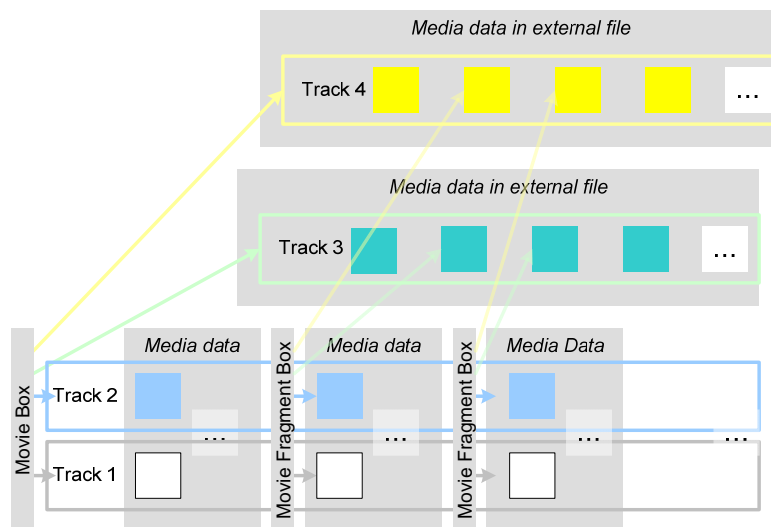 Media data in external file
Track 4
...
Media data in external file
Track 3
...
Movie Box
Media data
Movie Fragment Box
Media data
Movie Fragment Box
Media Data
Track 2
...
...
...
...
Track 1